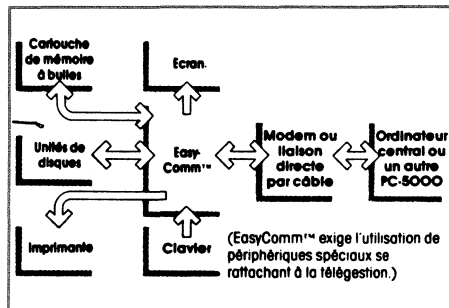 Cartouche
de mémoire
à bulles
Ecran
Unités de
disques
Easy-
Comm™
Modem ou
liaison
directe
par câble
Ordinateur
central ou
un autre
PC-5000
Imprimante
Clavier
(EasyComm™ exige l'utilisation de
périphériques spéciaux se
rattachant à la télégestion.)